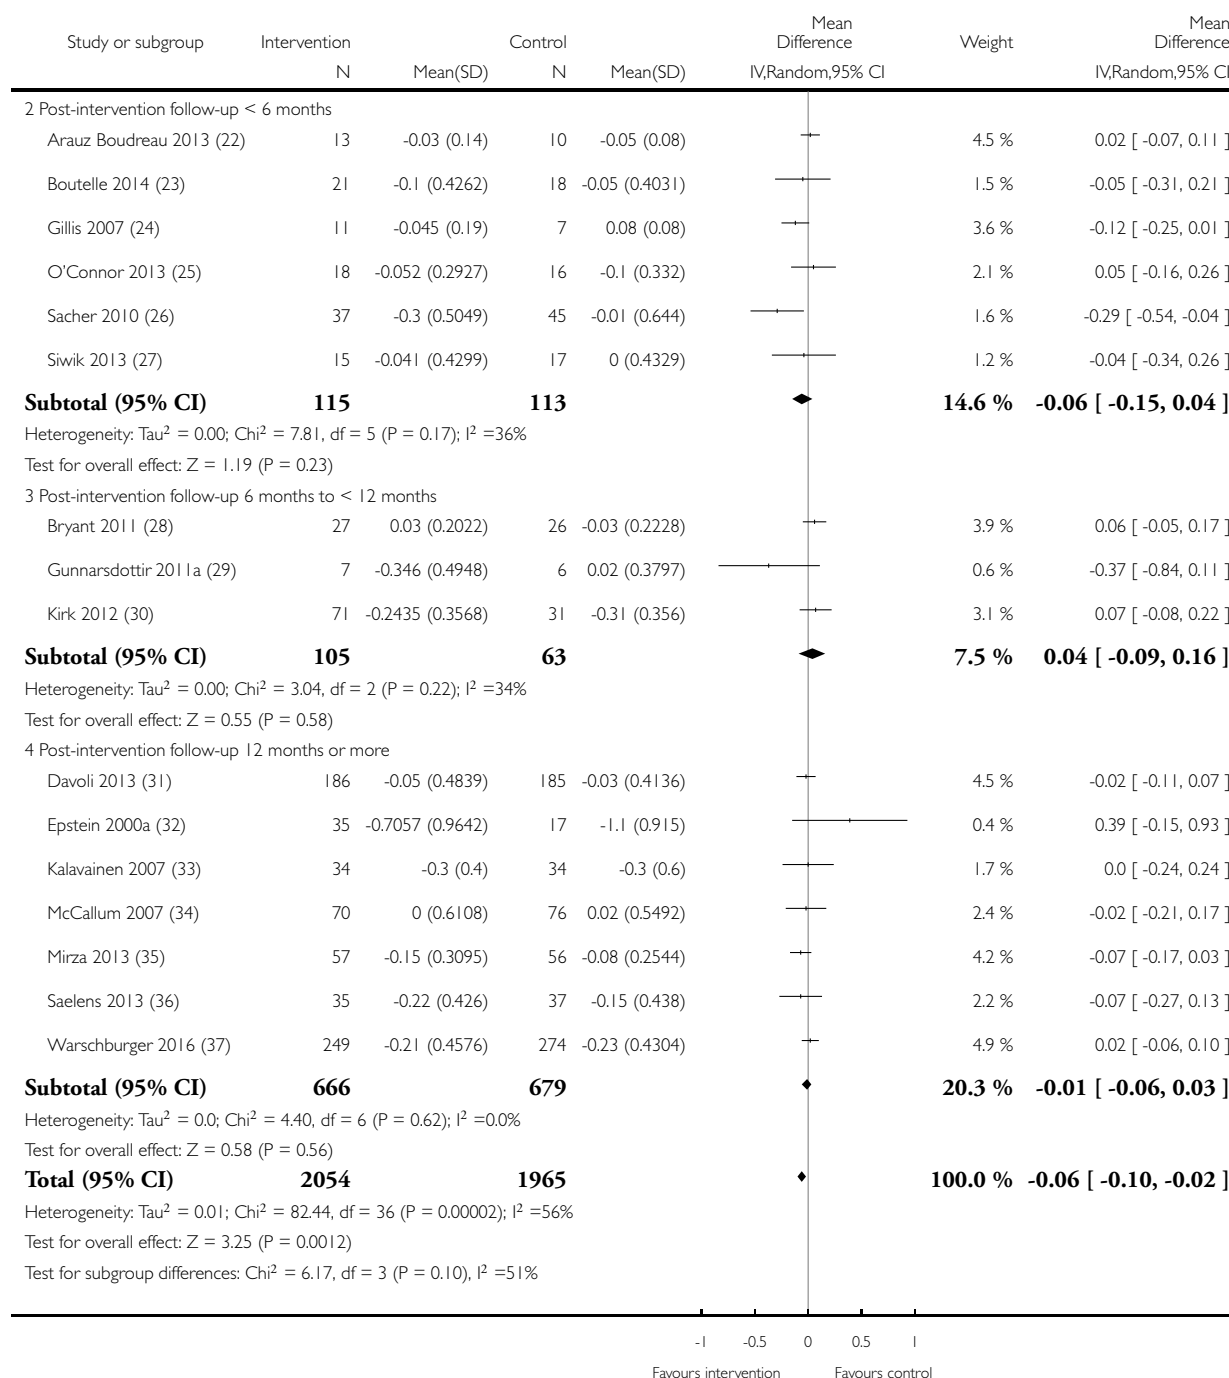 Mean Mean
Study or subgroup Intervention Control Difference Weight Difference
N Mean(SD) N Mean(SD) IV,Random,95% CI IV,Random,95% CI
2 Post-intervention follow-up < 6 months
Arauz Boudreau 2013 (22) 13 -0.03 (0.14) 10 -0.05 (0.08) 4.5 % 0.02 [ -0.07, 0.11 ]
Boutelle 2014 (23) 21 -0.1 (0.4262) 18 -0.05 (0.4031) 1.5 % -0.05 [ -0.31, 0.21 ]
Gillis 2007 (24) 11 -0.045 (0.19) 7 0.08 (0.08) 3.6 % -0.12 [ -0.25, 0.01 ]
O'Connor 2013 (25) 18 -0.052 (0.2927) 16 -0.1 (0.332) 2.1 % 0.05 [ -0.16, 0.26 ]
Sacher 2010 (26) 37 -0.3 (0.5049) 45 -0.01 (0.644) 1.6 % -0.29 [ -0.54, -0.04 ]
Siwik 2013 (27) 15 -0.041 (0.4299) 17 0 (0.4329) 1.2 % -0.04 [ -0.34, 0.26 ]
Subtotal (95% CI) 115 113 14.6 % -0.06 [ -0.15, 0.04 ]
Heterogeneity: Tau² = 0.00; Chi² = 7.81, df = 5 (P = 0.17); I² =36%
Test for overall effect: Z = 1.19 (P = 0.23)
3 Post-intervention follow-up 6 months to < 12 months
Bryant 2011 (28) 27 0.03 (0.2022) 26 -0.03 (0.2228) 3.9 % 0.06 [ -0.05, 0.17 ]
Gunnarsdottir 2011a (29) 7 -0.346 (0.4948) 6 0.02 (0.3797) 0.6 % -0.37 [ -0.84, 0.11 ]
Kirk 2012 (30) 71 -0.2435 (0.3568) 31 -0.31 (0.356) 3.1 % 0.07 [ -0.08, 0.22 ]
Subtotal (95% CI) 105 63 7.5 % 0.04 [ -0.09, 0.16 ]
Heterogeneity: Tau² = 0.00; Chi² = 3.04, df = 2 (P = 0.22); I² =34%
Test for overall effect: Z = 0.55 (P = 0.58)
4 Post-intervention follow-up 12 months or more
Davoli 2013 (31) 186 -0.05 (0.4839) 185 -0.03 (0.4136) 4.5 % -0.02 [ -0.11, 0.07 ]
Epstein 2000a (32) 35 -0.7057 (0.9642) 17 -1.1 (0.915) 0.4 % 0.39 [ -0.15, 0.93 ]
Kalavainen 2007 (33) 34 -0.3 (0.4) 34 -0.3 (0.6) 1.7 % 0.0 [ -0.24, 0.24 ]
McCallum 2007 (34) 70 0 (0.6108) 76 0.02 (0.5492) 2.4 % -0.02 [ -0.21, 0.17 ]
Mirza 2013 (35) 57 -0.15 (0.3095) 56 -0.08 (0.2544) 4.2 % -0.07 [ -0.17, 0.03 ]
Saelens 2013 (36) 35 -0.22 (0.426) 37 -0.15 (0.438) 2.2 % -0.07 [ -0.27, 0.13 ]
Warschburger 2016 (37) 249 -0.21 (0.4576) 274 -0.23 (0.4304) 4.9 % 0.02 [ -0.06, 0.10 ]
Subtotal (95% CI) 666 679 20.3 % -0.01 [ -0.06, 0.03 ]
Heterogeneity: Tau² = 0.0; Chi² = 4.40, df = 6 (P = 0.62); I² =0.0%
Test for overall effect: Z = 0.58 (P = 0.56)
Total (95% CI) 2054 1965 100.0 % -0.06 [ -0.10, -0.02 ]
Heterogeneity: Tau² = 0.01; Chi² = 82.44, df = 36 (P = 0.00002); I² =56%
Test for overall effect: Z = 3.25 (P = 0.0012)
Test for subgroup differences: Chi² = 6.17, df = 3 (P = 0.10), I² =51%
-1 -0.5 0 0.5 1
Favours intervention Favours control